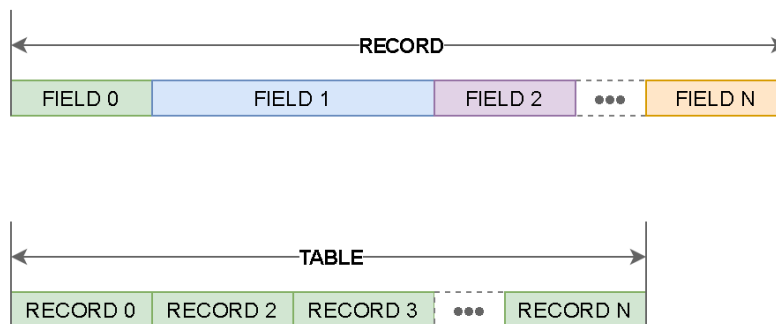 RECORD
FIELD 0 FIELD 1 FIELD 2 ••• FIELD N
TABLE
RECORD 0 RECORD 2 RECORD 3 ••• RECORD N